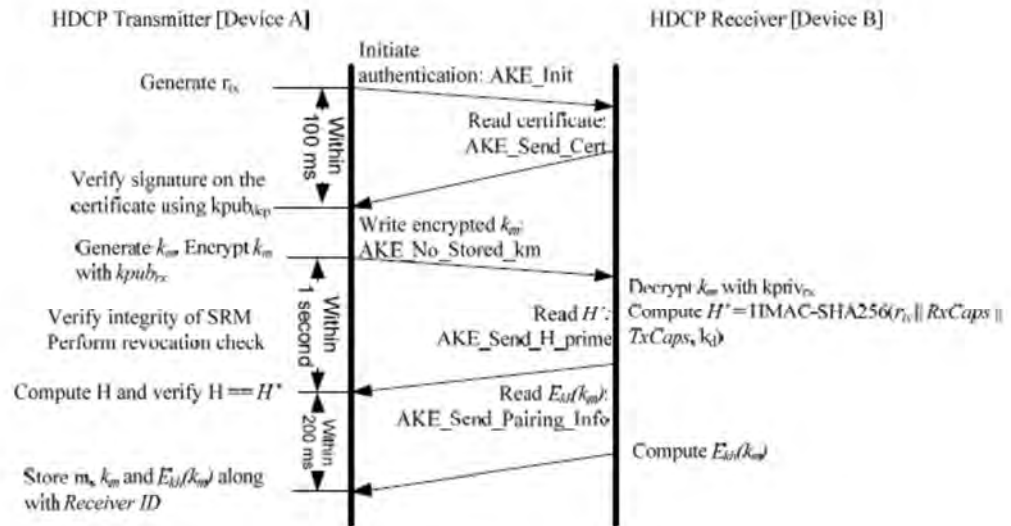 HDCP Transmitter [Device A]
HDCP Receiver [Device B]
Initiate
authentication: AKE_Init
Generate rtx
Within
100 ms
Read certificate:
AKE_Send_Cert
Verify signature on the
certificate using kpubdcp
Write encrypted km:
AKE_No_Stored_km
Generate km, Encrypt km
with kpubrx
Within
1 second
Decrypt km with kprivrx
Compute H'=HMAC-SHA256(rtx || RxCaps ||
TxCaps, kd)
Read H':
AKE_Send_H_prime
Verify integrity of SRM
Perform revocation check
Compute H and verify H == H'
Within
200 ms
Read Ekh(km):
AKE_Send_Pairing_Info
Compute Ekh(km)
Store m, km and Ekh(km) along
with Receiver ID